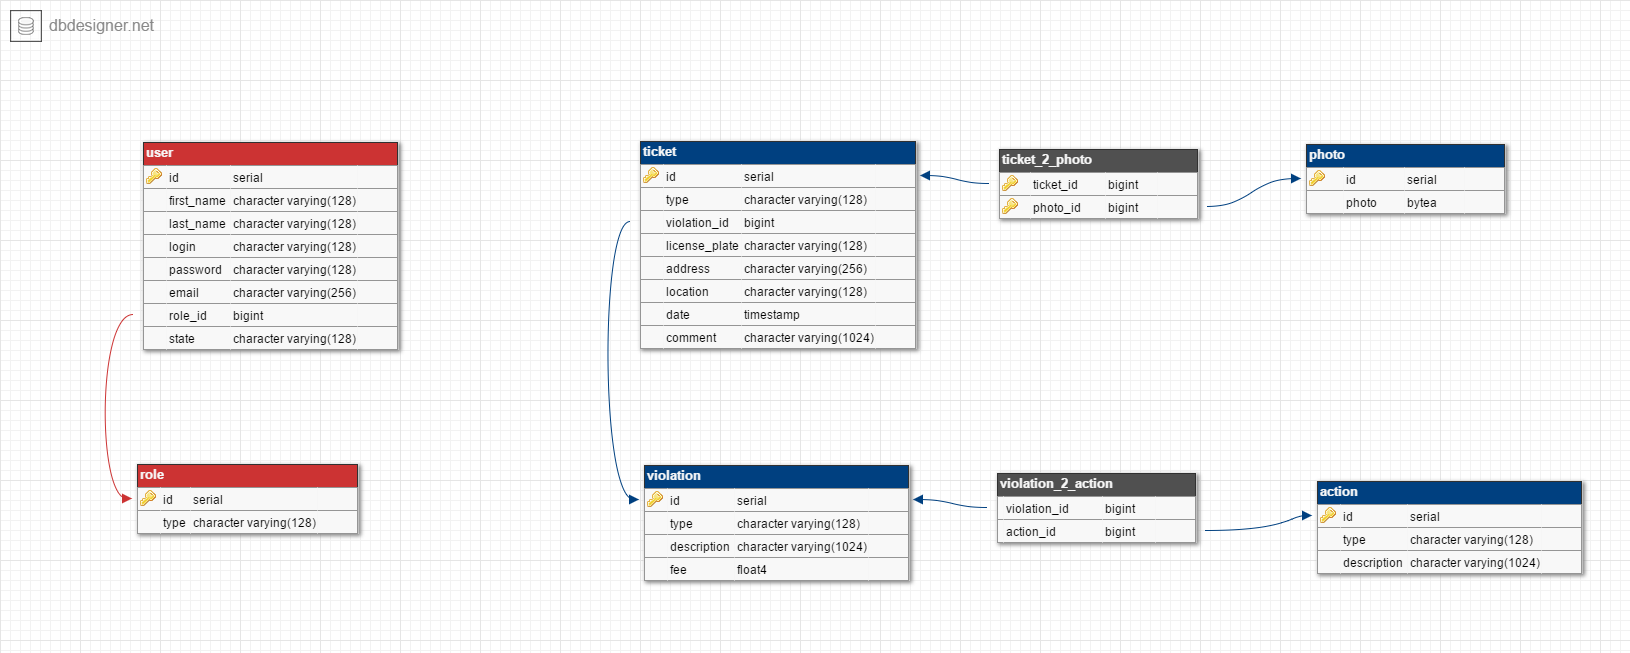 dbdesigner.net
user
id serial
first_name character varying(128)
last_name character varying(128)
login character varying(128)
password character varying(128)
email character varying(256)
role_id bigint
state character varying(128)
role
id serial
type character varying(128)
ticket
id serial
type character varying(128)
violation_id bigint
license_plate character varying(128)
address character varying(256)
location character varying(128)
date timestamp
comment character varying(1024)
violation
id serial
type character varying(128)
description character varying(1024)
fee float4
ticket_2_photo
ticket_id bigint
photo_id bigint
violation_2_action
violation_id bigint
action_id bigint
photo
id serial
photo bytea
action
id serial
type character varying(128)
description character varying(1024)